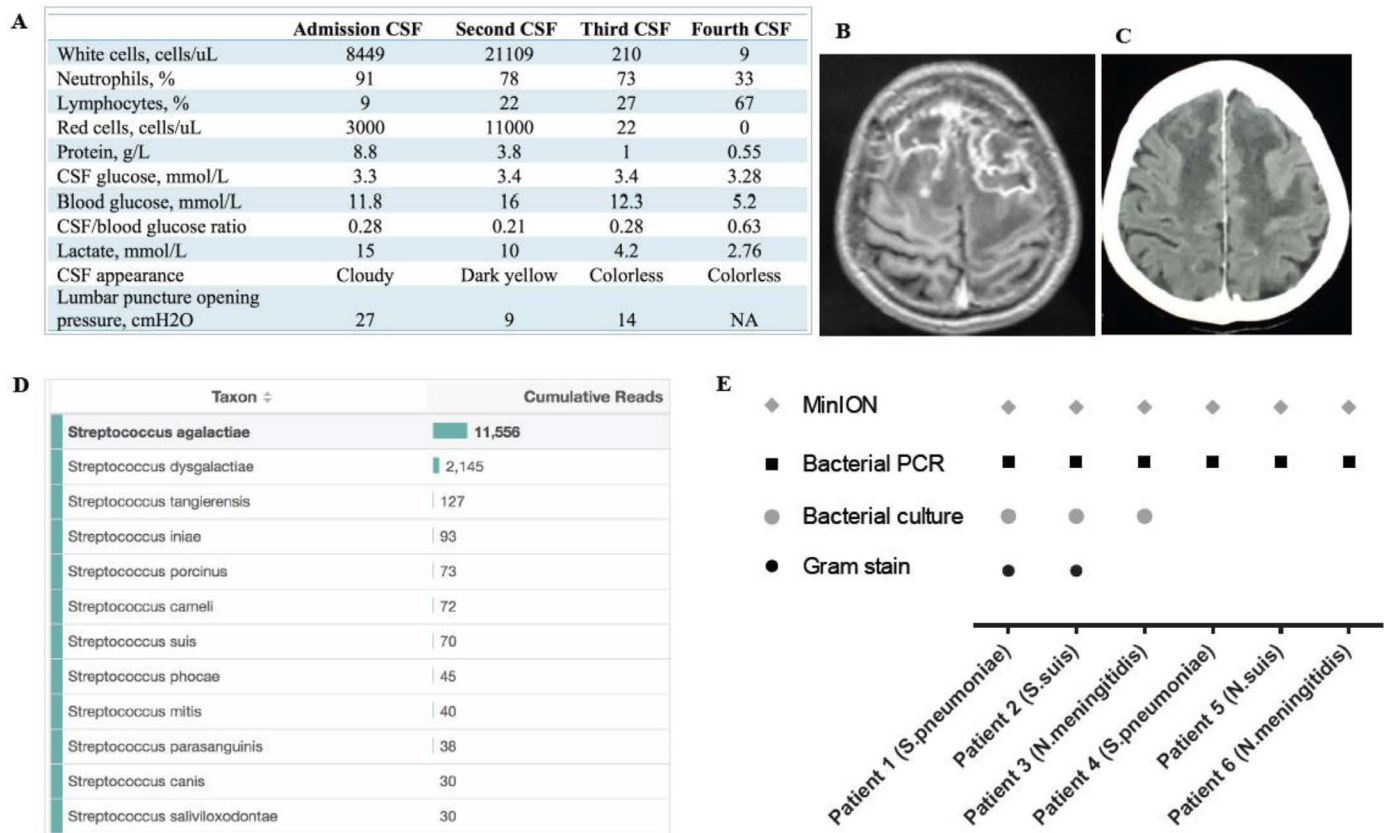 A
Admission CSF Second CSF Third CSF Fourth CSF
White cells, cells/uL 8449 21109 210 9
Neutrophils, % 91 78 73 33
Lymphocytes, % 9 22 27 67
Red cells, cells/uL 3000 11000 22 0
Protein, g/L 8.8 3.8 1 0.55
CSF glucose, mmol/L 3.3 3.4 3.4 3.28
Blood glucose, mmol/L 11.8 16 12.3 5.2
CSF/blood glucose ratio 0.28 0.21 0.28 0.63
Lactate, mmol/L 15 10 4.2 2.76
CSF appearance Cloudy Dark yellow Colorless Colorless
Lumbar puncture opening
pressure, cmH2O 27 9 14 NA
B
C
D
Taxon Cumulative Reads
Streptococcus agalactiae 11,556
Streptococcus dysgalactiae 2,145
Streptococcus tangierensis 127
Streptococcus iniae 93
Streptococcus porcinus 73
Streptococcus cameli 72
Streptococcus suis 70
Streptococcus phocae 45
Streptococcus mitis 40
Streptococcus parasanguinis 38
Streptococcus canis 30
Streptococcus saliviloxodontae 30
E
MinION
Bacterial PCR
Bacterial culture
Gram stain
Patient 1 (S.pneumoniae)
Patient 2 (S.suis)
Patient 3 (N.meningitidis)
Patient 4 (S.pneumoniae)
Patient 5 (N.suis)
Patient 6 (N.meningitidis)